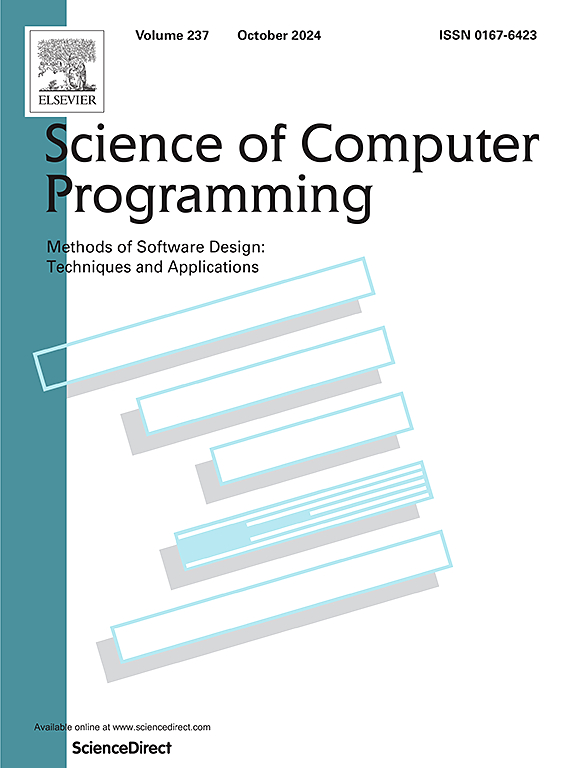 Volume 237 October 2024 ISSN 0167-6423
ELSEVIER
Science of Computer
Programming
Methods of Software Design:
Techniques and Applications
Available online at www.sciencedirect.com
ScienceDirect